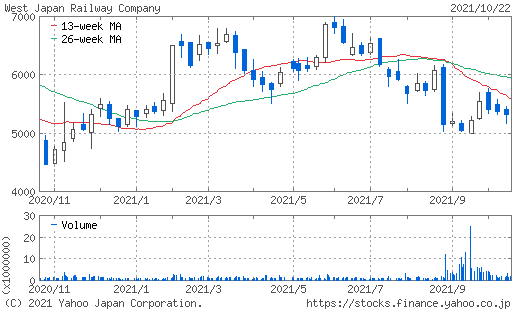 West Japan Railway Company 2021/10/22
7000
13-week MA
26-week MA
6000
5000
4000
2020/11 2021/1 2021/3 2021/5 2021/7 2021/9
30
Volume
20
10
0
(x1000000)
2020/11 2021/1 2021/3 2021/5 2021/7 2021/9
(C) 2021 Yahoo Japan Corporation. https://stocks.finance.yahoo.co.jp/